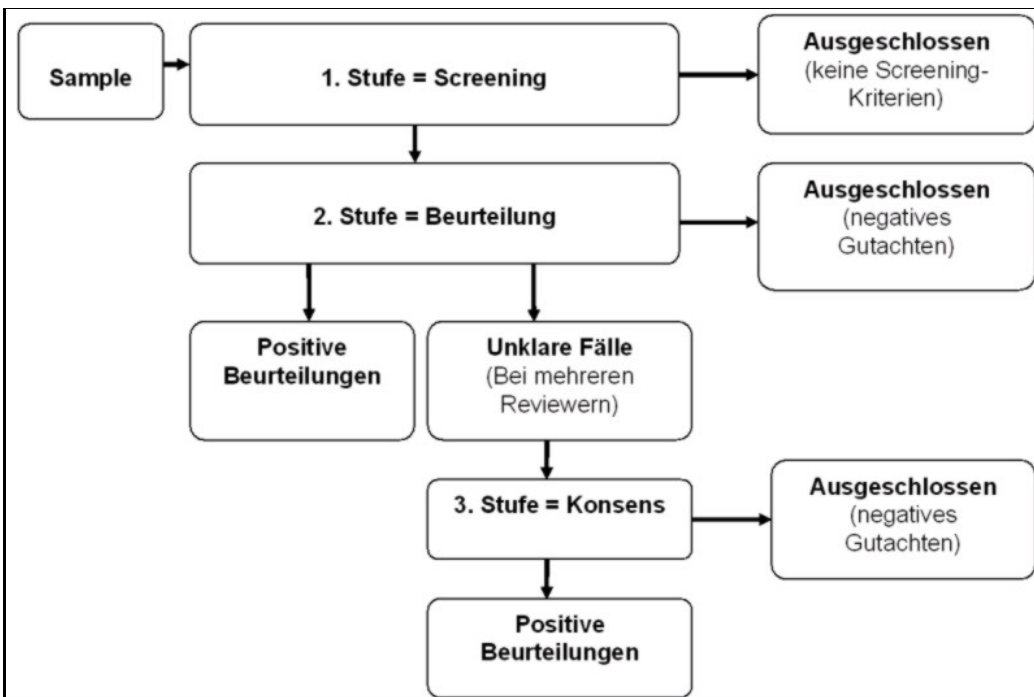 Sample
1. Stufe = Screening
Ausgeschlossen
(keine Screening-
Kriterien)
2. Stufe = Beurteilung
Ausgeschlossen
(negatives
Gutachten)
Positive
Beurteilungen
Unklare Fälle
(Bei mehreren
Reviewern)
3. Stufe = Konsens
Ausgeschlossen
(negatives
Gutachten)
Positive
Beurteilungen